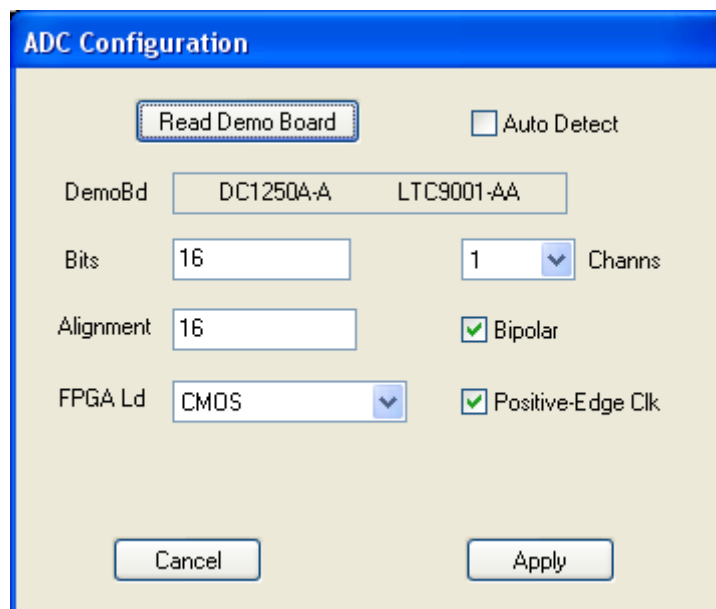 ADC Configuration
Read Demo Board Auto Detect
DemoBd DC1250A-A LTC9001-AA
Bits 16 1 Channs
Alignment 16 Bipolar
FPGA Ld CMOS Positive-Edge Clk
Cancel Apply